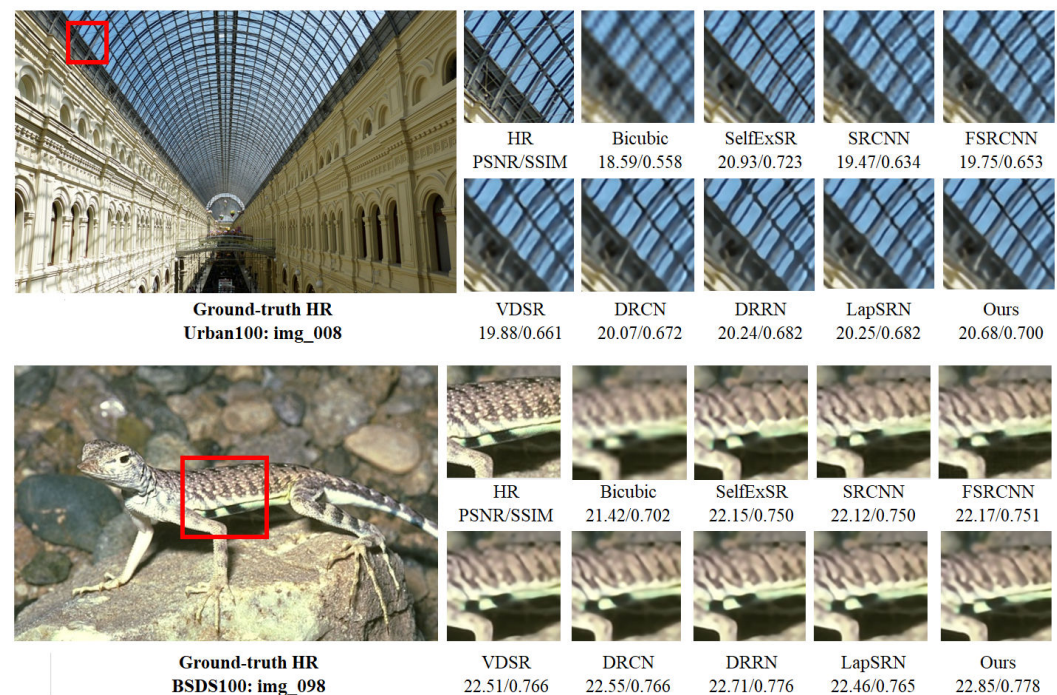 HR Bicubic SelfExSR SRCNN FSRCNN
PSNR/SSIM 18.59/0.558 20.93/0.723 19.47/0.634 19.75/0.653
VDSR DRCN DRRN LapSRN Ours
19.88/0.661 20.07/0.672 20.24/0.682 20.25/0.682 20.68/0.700
Ground-truth HR
Urban100: img_008
HR Bicubic SelfExSR SRCNN FSRCNN
PSNR/SSIM 21.42/0.702 22.15/0.750 22.12/0.750 22.17/0.751
VDSR DRCN DRRN LapSRN Ours
22.51/0.766 22.55/0.766 22.71/0.776 22.46/0.765 22.85/0.778
Ground-truth HR
BSDS100: img_098